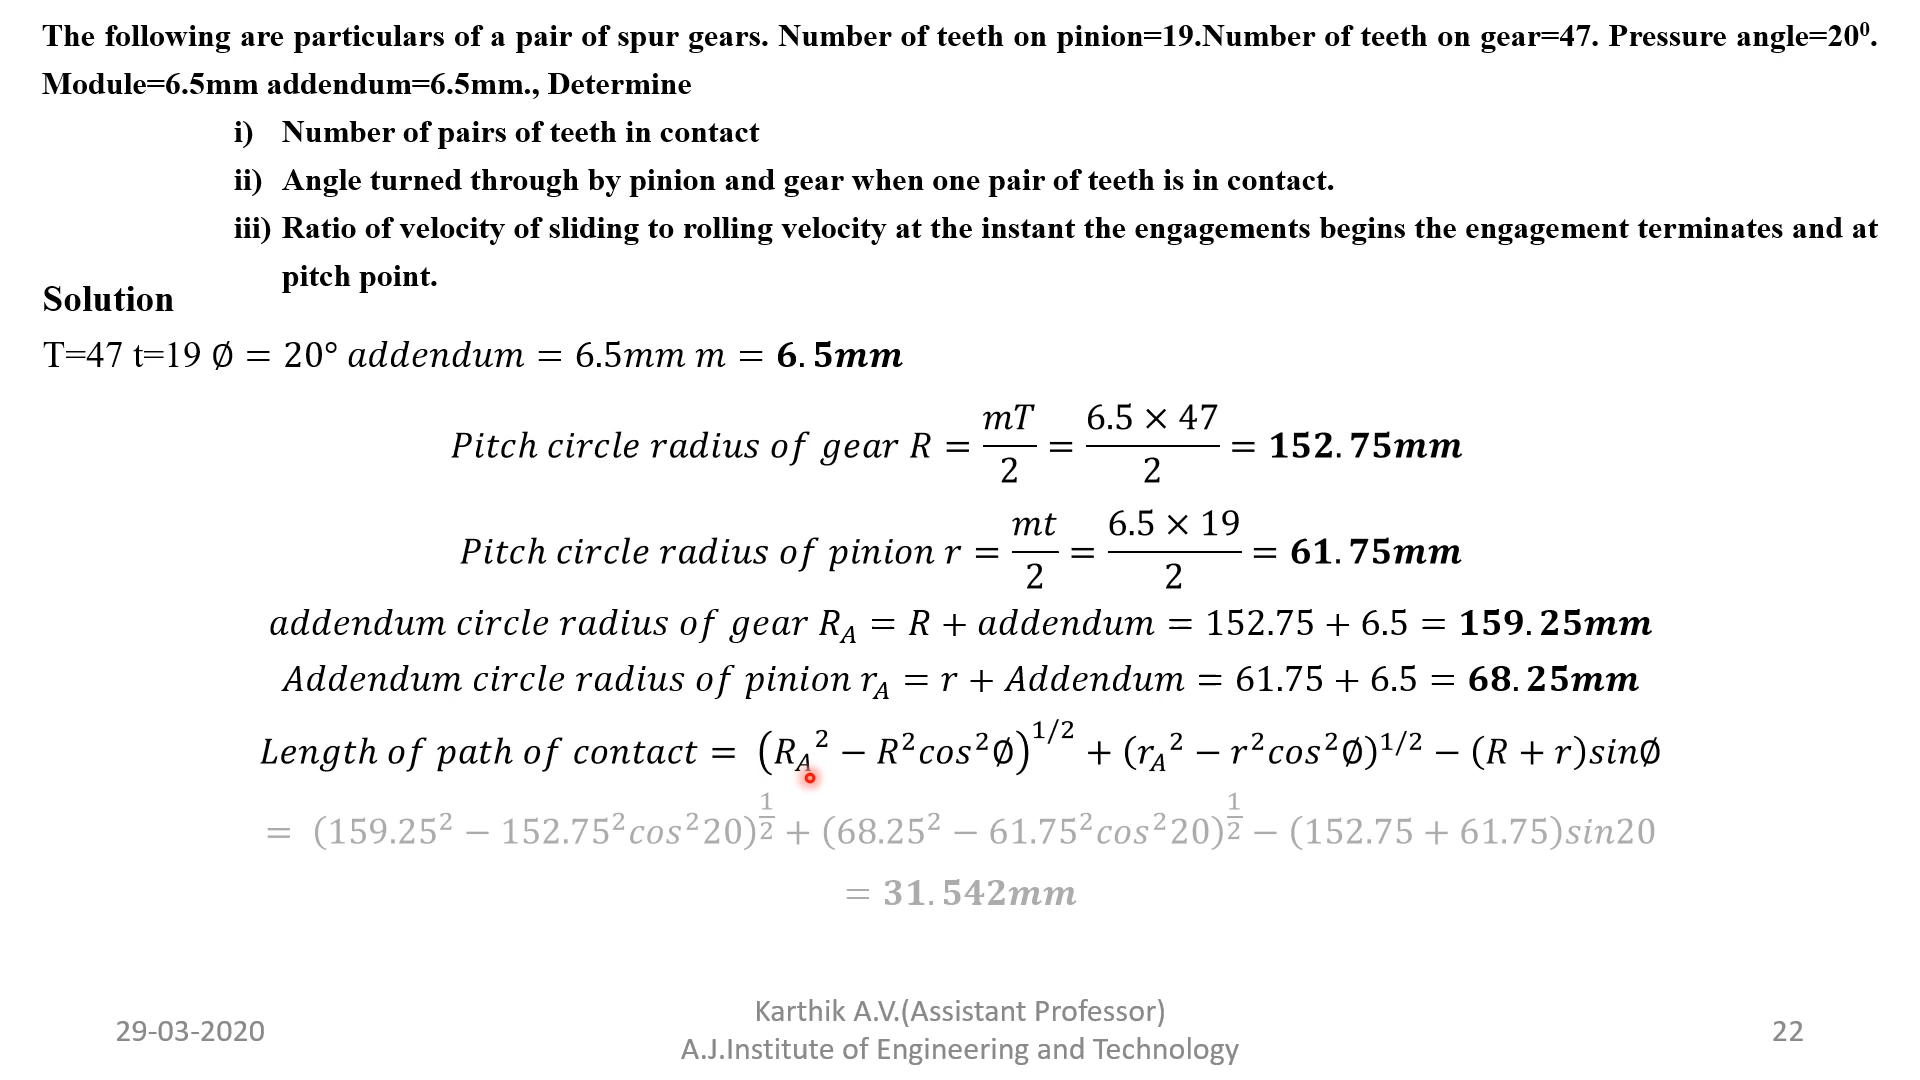 The following are particulars of a pair of spur gears. Number of teeth on pinion=19.Number of teeth on gear=47. Pressure angle=20⁰.
Module=6.5mm addendum=6.5mm., Determine
i) Number of pairs of teeth in contact
ii) Angle turned through by pinion and gear when one pair of teeth is in contact.
iii) Ratio of velocity of sliding to rolling velocity at the instant the engagements begins the engagement terminates and at
pitch point.
Solution
T=47 t=19 ∅ = 20° addendum = 6.5mm m = 6.5mm
Pitch circle radius of gear R = mT/2 = (6.5 × 47)/2 = 152.75mm
Pitch circle radius of pinion r = mt/2 = (6.5 × 19)/2 = 61.75mm
addendum circle radius of gear R_A = R + addendum = 152.75 + 6.5 = 159.25mm
Addendum circle radius of pinion r_A = r + Addendum = 61.75 + 6.5 = 68.25mm
Length of path of contact = (R_A² − R²cos²∅)^1/2 + (r_A² − r²cos²∅)^1/2 − (R + r)sin∅
= (159.25² − 152.75²cos²20)^1/2 + (68.25² − 61.75²cos²20)^1/2 − (152.75 + 61.75)sin20
= 31.542mm
29-03-2020
Karthik A.V.(Assistant Professor)
A.J.Institute of Engineering and Technology
22